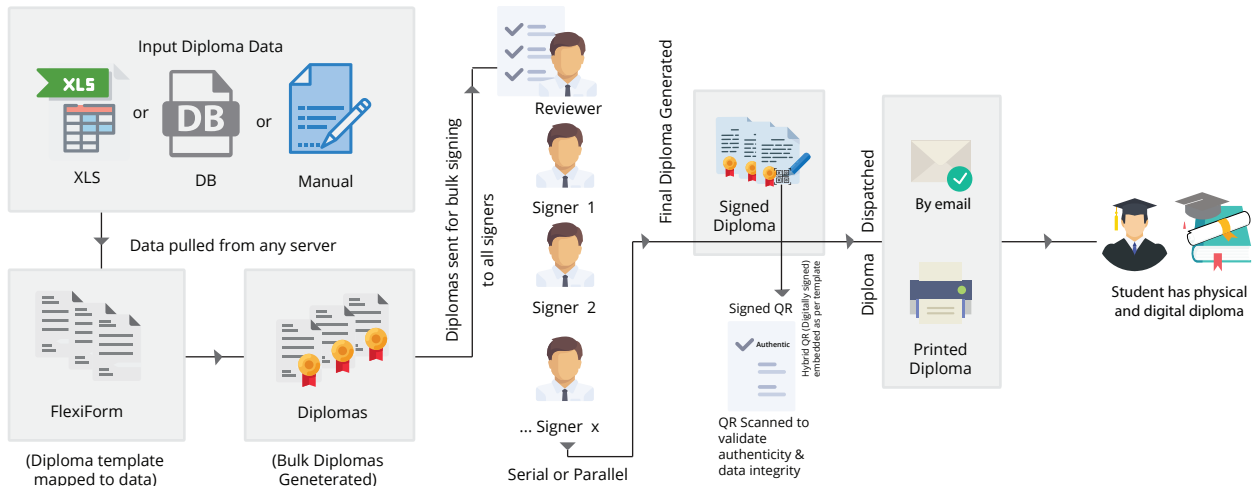 Input Diploma Data
XLS
or
DB
or
XLS
DB
Manual
Data pulled from any server
FlexiForm
(Diploma template
mapped to data)
Diplomas
(Bulk Diplomas
Geneterated)
Diplomas sent for bulk signing
to all signers
Reviewer
Signer 1
Signer 2
... Signer x
Serial or Parallel
Final Diploma Generated
Signed
Diploma
Signed QR
Authentic
Hybrid QR (Digitally signed)
embedded as per template
QR Scanned to
validate
authenticity &
data integrity
Diploma Dispatched
By email
Printed
Diploma
Student has physical
and digital diploma